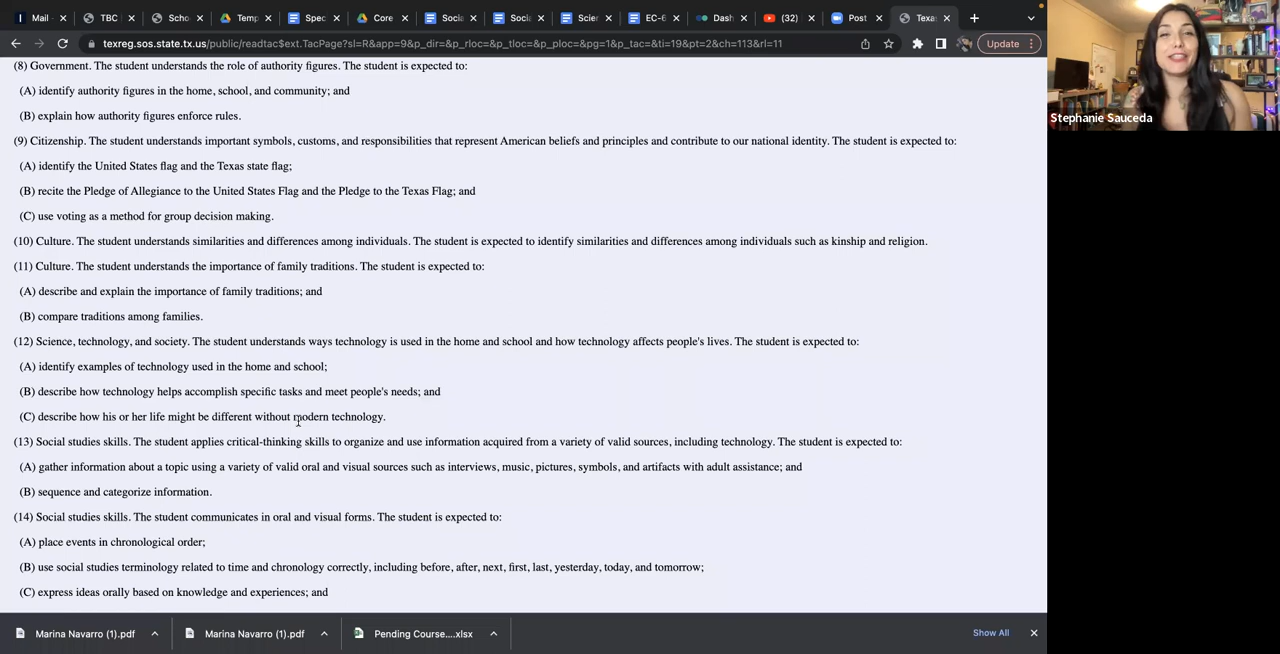 Mail -
TBC
Scho
Temp
Spec
Core
Socia
Socia
Scien
EC-6
Dash
(32)
Post
Texas
texreg.sos.state.tx.us/public/readtac$ext.TacPage?sl=R&app=9&p_dir=&p_rloc=&p_tloc=&p_ploc=&pg=1&p_tac=&ti=19&pt=2&ch=113&rl=11
Update
(8) Government. The student understands the role of authority figures. The student is expected to:
(A) identify authority figures in the home, school, and community; and
(B) explain how authority figures enforce rules.
(9) Citizenship. The student understands important symbols, customs, and responsibilities that represent American beliefs and principles and contribute to our national identity. The student is expected to:
(A) identify the United States flag and the Texas state flag;
(B) recite the Pledge of Allegiance to the United States Flag and the Pledge to the Texas Flag; and
(C) use voting as a method for group decision making.
(10) Culture. The student understands similarities and differences among individuals. The student is expected to identify similarities and differences among individuals such as kinship and religion.
(11) Culture. The student understands the importance of family traditions. The student is expected to:
(A) describe and explain the importance of family traditions; and
(B) compare traditions among families.
(12) Science, technology, and society. The student understands ways technology is used in the home and school and how technology affects people's lives. The student is expected to:
(A) identify examples of technology used in the home and school;
(B) describe how technology helps accomplish specific tasks and meet people's needs; and
(C) describe how his or her life might be different without modern technology.
(13) Social studies skills. The student applies critical-thinking skills to organize and use information acquired from a variety of valid sources, including technology. The student is expected to:
(A) gather information about a topic using a variety of valid oral and visual sources such as interviews, music, pictures, symbols, and artifacts with adult assistance; and
(B) sequence and categorize information.
(14) Social studies skills. The student communicates in oral and visual forms. The student is expected to:
(A) place events in chronological order;
(B) use social studies terminology related to time and chronology correctly, including before, after, next, first, last, yesterday, today, and tomorrow;
(C) express ideas orally based on knowledge and experiences; and
Marina Navarro (1).pdf
Marina Navarro (1).pdf
Pending Course....xlsx
Show All
Stephanie Sauceda